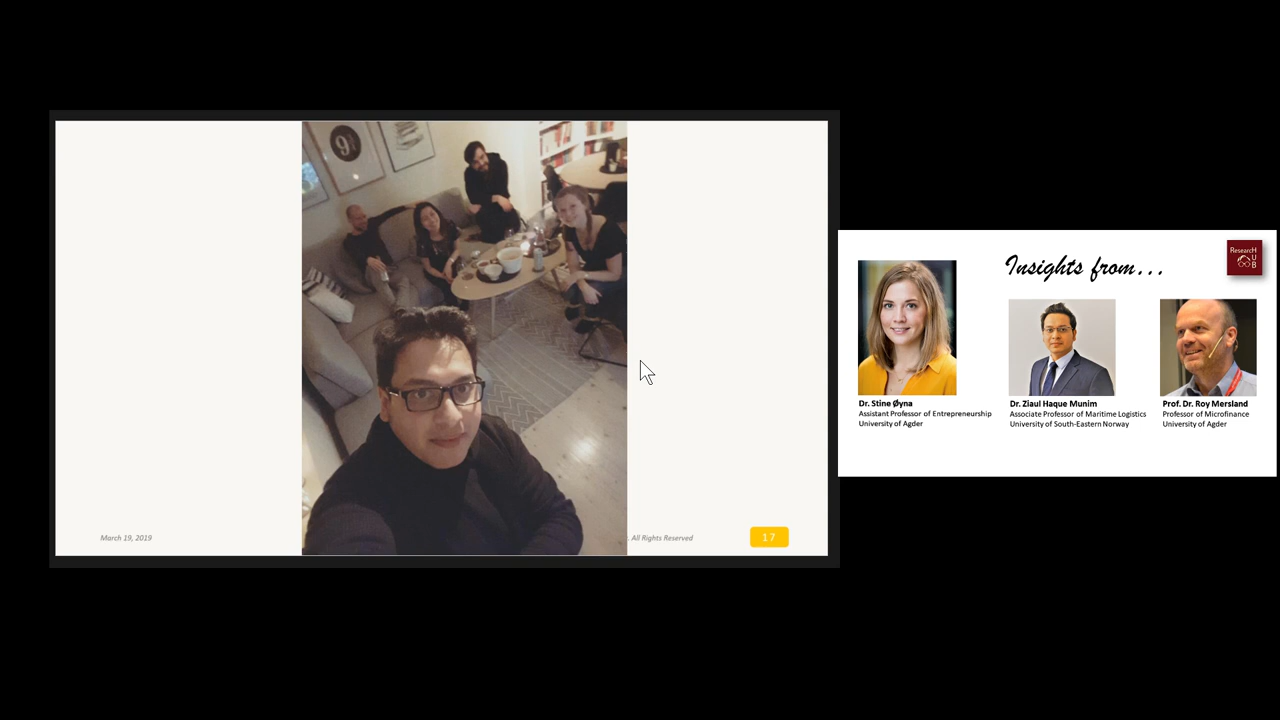 9
March 19, 2019
. All Rights Reserved
17
Insights from...
ResearcH
U
B
Dr. Stine Øyna
Assistant Professor of Entrepreneurship
University of Agder
Dr. Ziaul Haque Munim
Associate Professor of Maritime Logistics
University of South-Eastern Norway
Prof. Dr. Roy Mersland
Professor of Microfinance
University of Agder